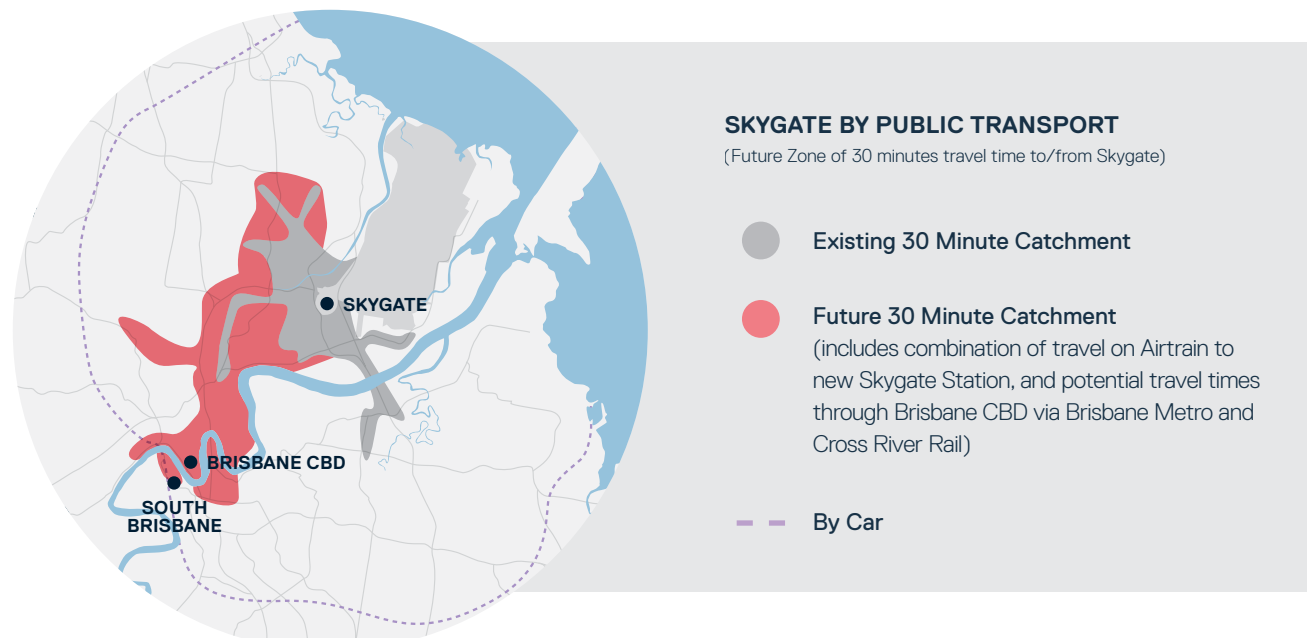 SKYGATE BY PUBLIC TRANSPORT
(Future Zone of 30 minutes travel time to/from Skygate)
Existing 30 Minute Catchment
Future 30 Minute Catchment
(includes combination of travel on Airtrain to
new Skygate Station, and potential travel times
through Brisbane CBD via Brisbane Metro and
Cross River Rail)
By Car
SKYGATE
BRISBANE CBD
SOUTH
BRISBANE